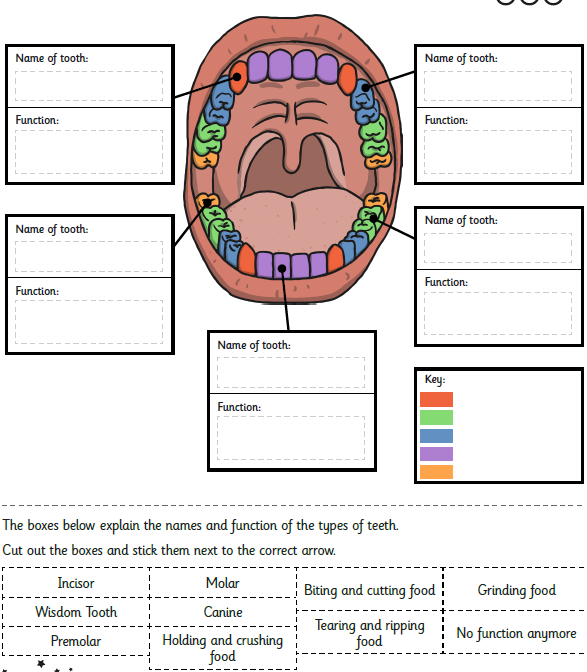 Name of tooth:
Function:
Name of tooth:
Function:
Name of tooth:
Function:
Name of tooth:
Function:
Name of tooth:
Function:
Key:
The boxes below explain the names and function of the types of teeth.
Cut out the boxes and stick them next to the correct arrow.
Incisor
Molar
Biting and cutting food
Grinding food
Wisdom Tooth
Canine
Tearing and ripping
food
No function anymore
Premolar
Holding and crushing
food